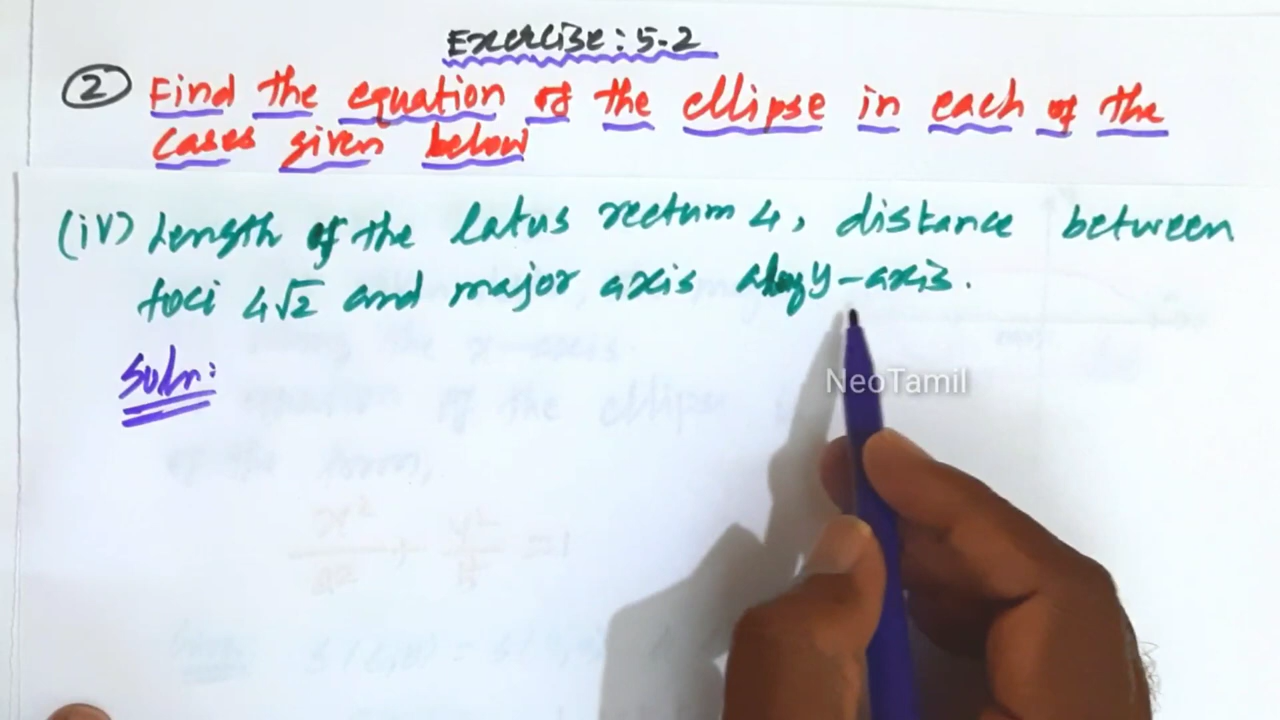 Exercise: 5.2
② Find the equation of the ellipse in each of the
cases given below
(iv) Length of the latus rectum 4, distance between
foci 4√2 and major axis along y-axis.
Soln:
NeoTamil